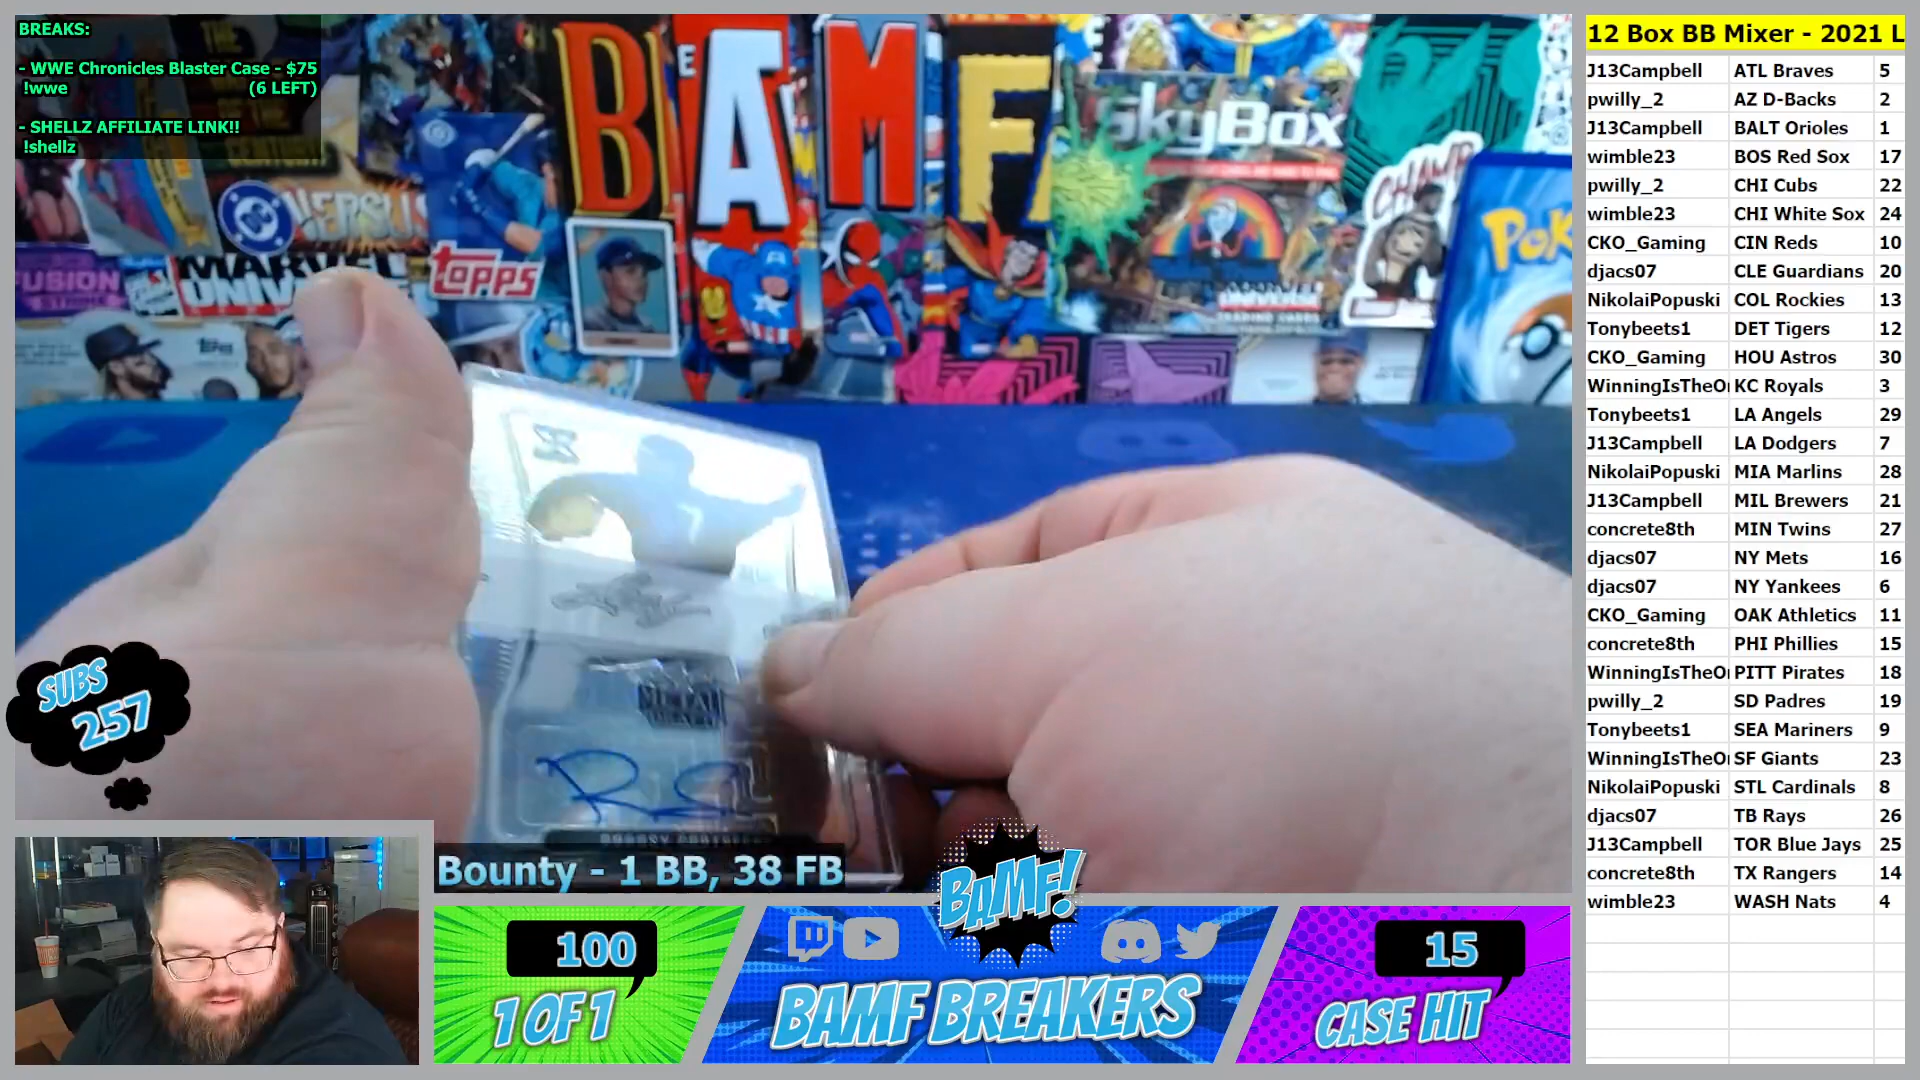 BREAKS:
- WWE Chronicles Blaster Case - $75
!wwe (6 LEFT)
- SHELLZ AFFILIATE LINK!!
!shellz
BAMF
SkyBox
CHAMP
topps
MARVEL
FUSION
SUBS
257
Bounty - 1 BB, 38 FB
BAMF!
100
1 OF 1
BAMF BREAKERS
15
CASE HIT
12 Box BB Mixer - 2021 L
J13Campbell ATL Braves 5
pwilly_2 AZ D-Backs 2
J13Campbell BALT Orioles 1
wimble23 BOS Red Sox 17
pwilly_2 CHI Cubs 22
wimble23 CHI White Sox 24
CKO_Gaming CIN Reds 10
djacs07 CLE Guardians 20
NikolaiPopuski COL Rockies 13
Tonybeets1 DET Tigers 12
CKO_Gaming HOU Astros 30
WinningIsTheO KC Royals 3
Tonybeets1 LA Angels 29
J13Campbell LA Dodgers 7
NikolaiPopuski MIA Marlins 28
J13Campbell MIL Brewers 21
concrete8th MIN Twins 27
djacs07 NY Mets 16
djacs07 NY Yankees 6
CKO_Gaming OAK Athletics 11
concrete8th PHI Phillies 15
WinningIsTheO PITT Pirates 18
pwilly_2 SD Padres 19
Tonybeets1 SEA Mariners 9
WinningIsTheO SF Giants 23
NikolaiPopuski STL Cardinals 8
djacs07 TB Rays 26
J13Campbell TOR Blue Jays 25
concrete8th TX Rangers 14
wimble23 WASH Nats 4